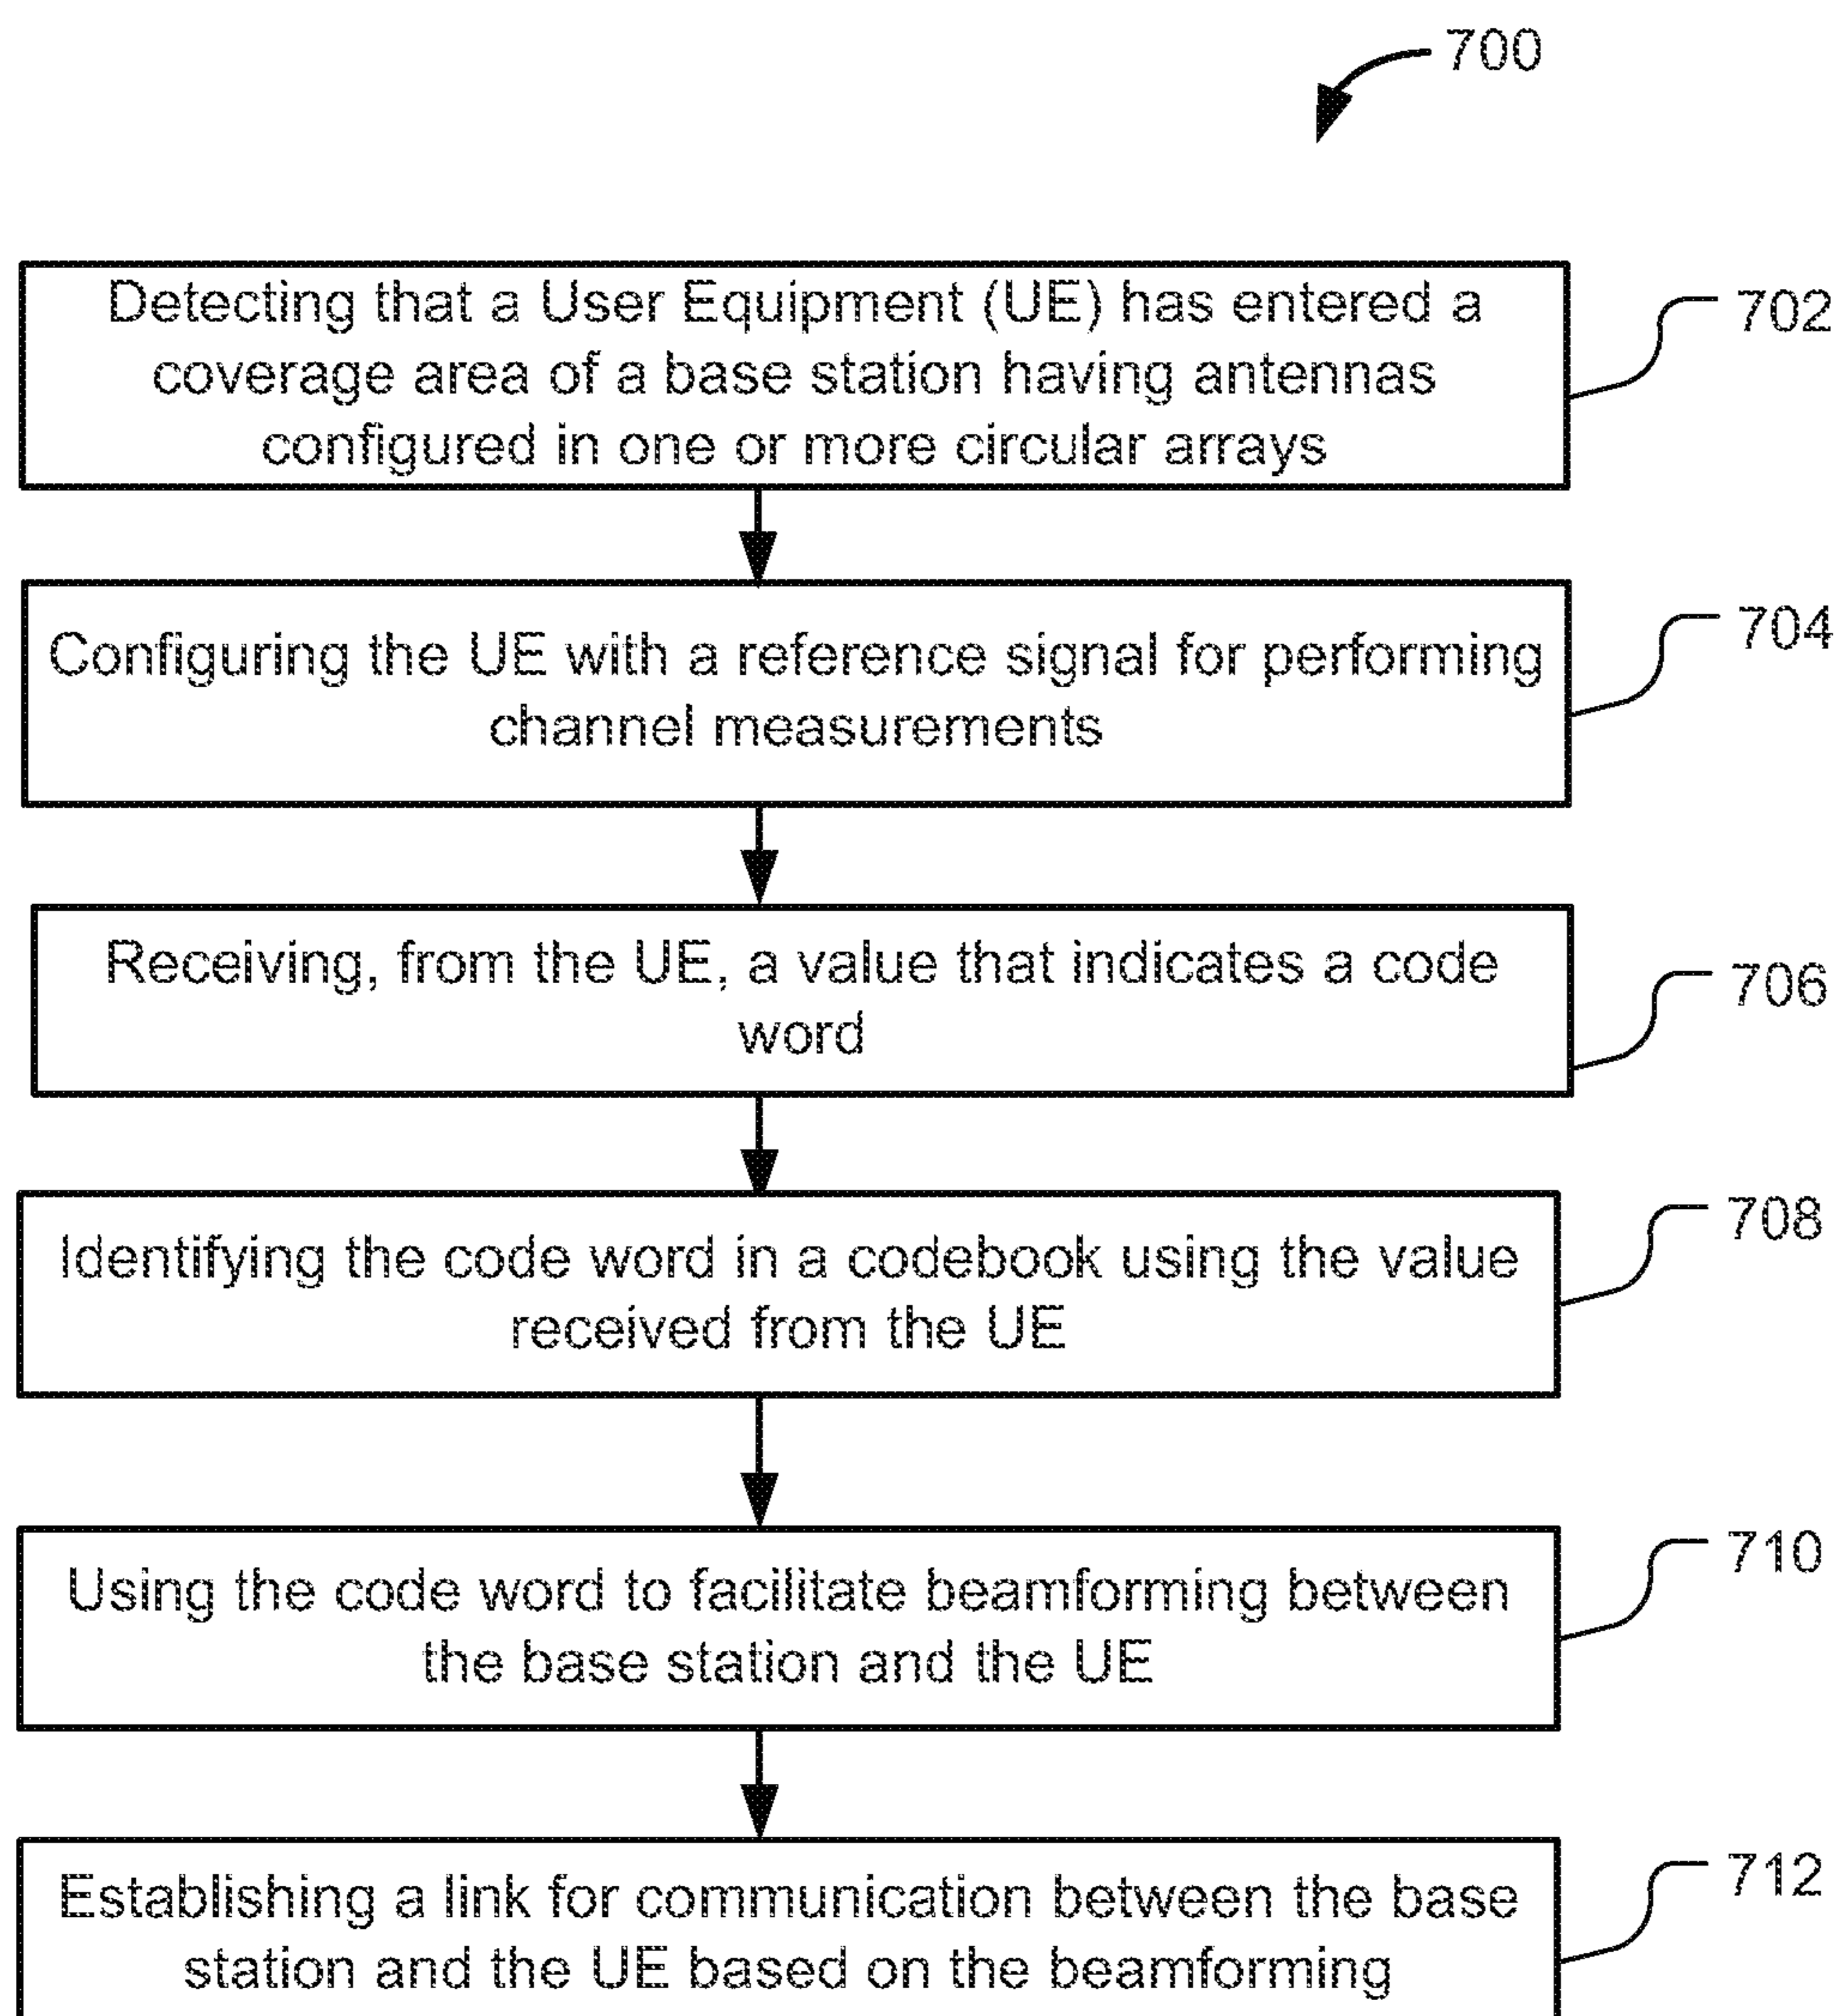 700
Detecting that a User Equipment (UE) has entered a
coverage area of a base station having antennas
configured in one or more circular arrays
702
Configuring the UE with a reference signal for performing
channel measurements
704
Receiving, from the UE, a value that indicates a code
word
706
Identifying the code word in a codebook using the value
received from the UE
708
Using the code word to facilitate beamforming between
the base station and the UE
710
Establishing a link for communication between the base
station and the UE based on the beamforming
712